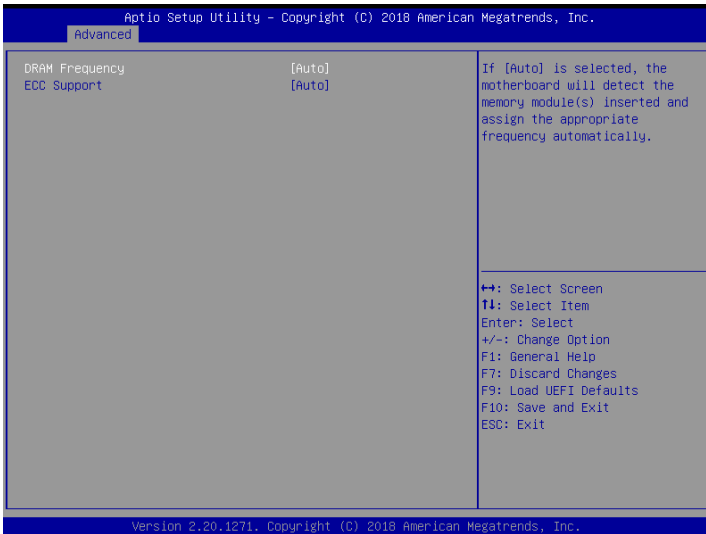 Aptio Setup Utility – Copyright (C) 2018 American Megatrends, Inc.
Advanced
DRAM Frequency [Auto]
ECC Support [Auto]
If [Auto] is selected, the
motherboard will detect the
memory module(s) inserted and
assign the appropriate
frequency automatically.
↔: Select Screen
↑↓: Select Item
Enter: Select
+/-: Change Option
F1: General Help
F7: Discard Changes
F9: Load UEFI Defaults
F10: Save and Exit
ESC: Exit
Version 2.20.1271. Copyright (C) 2018 American Megatrends, Inc.